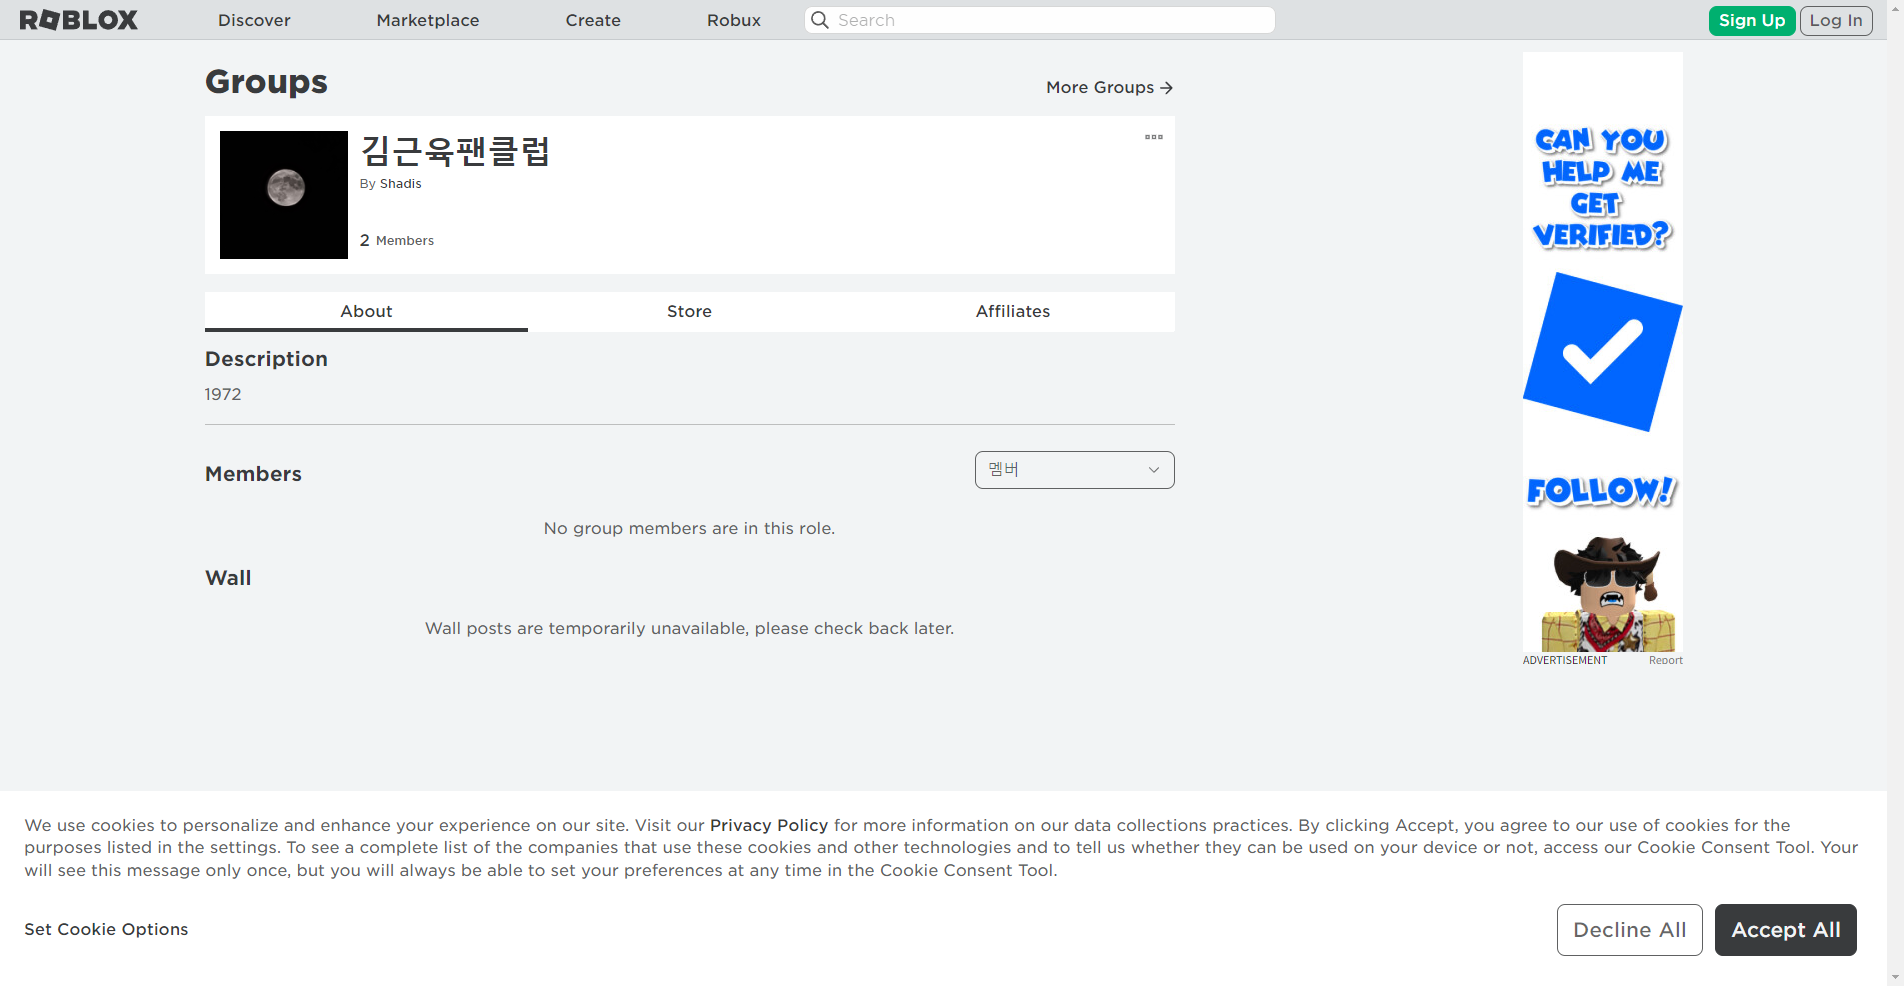 ROBLOX
Discover
Marketplace
Create
Robux
Search
Sign Up
Log In
Groups
More Groups
김근육팬클럽
By Shadis
2 Members
About
Store
Affiliates
Description
1972
Members
멤버
No group members are in this role.
Wall
Wall posts are temporarily unavailable, please check back later.
CAN YOU
HELP ME
GET
VERIFIED?
FOLLOW!
ADVERTISEMENT
Report
We use cookies to personalize and enhance your experience on our site. Visit our Privacy Policy for more information on our data collections practices. By clicking Accept, you agree to our use of cookies for the
purposes listed in the settings. To see a complete list of the companies that use these cookies and other technologies and to tell us whether they can be used on your device or not, access our Cookie Consent Tool. Your
will see this message only once, but you will always be able to set your preferences at any time in the Cookie Consent Tool.
Set Cookie Options
Decline All
Accept All